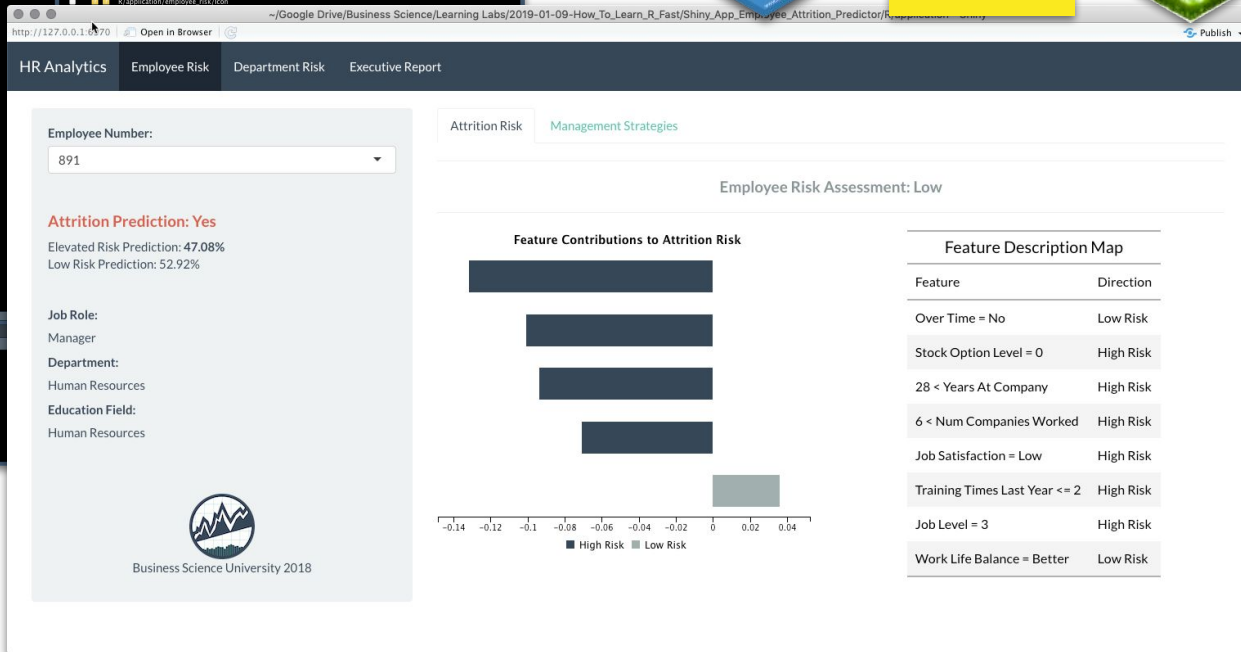 R/application/employee_risk/icon
~/Google Drive/Business Science/Learning Labs/2019-01-09-How_To_Learn_R_Fast/Shiny_App_Employee_Attrition_Predictor/R/application - Shiny
http://127.0.0.1:6970 Open in Browser
Publish
HR Analytics Employee Risk Department Risk Executive Report
Employee Number:
891
Attrition Prediction: Yes
Elevated Risk Prediction: 47.08%
Low Risk Prediction: 52.92%
Job Role:
Manager
Department:
Human Resources
Education Field:
Human Resources
Business Science University 2018
Attrition Risk Management Strategies
Employee Risk Assessment: Low
Feature Contributions to Attrition Risk
-0.14 -0.12 -0.1 -0.08 -0.06 -0.04 -0.02 0 0.02 0.04
High Risk Low Risk
Feature Description Map
Feature Direction
Over Time = No Low Risk
Stock Option Level = 0 High Risk
28 < Years At Company High Risk
6 < Num Companies Worked High Risk
Job Satisfaction = Low High Risk
Training Times Last Year <= 2 High Risk
Job Level = 3 High Risk
Work Life Balance = Better Low Risk